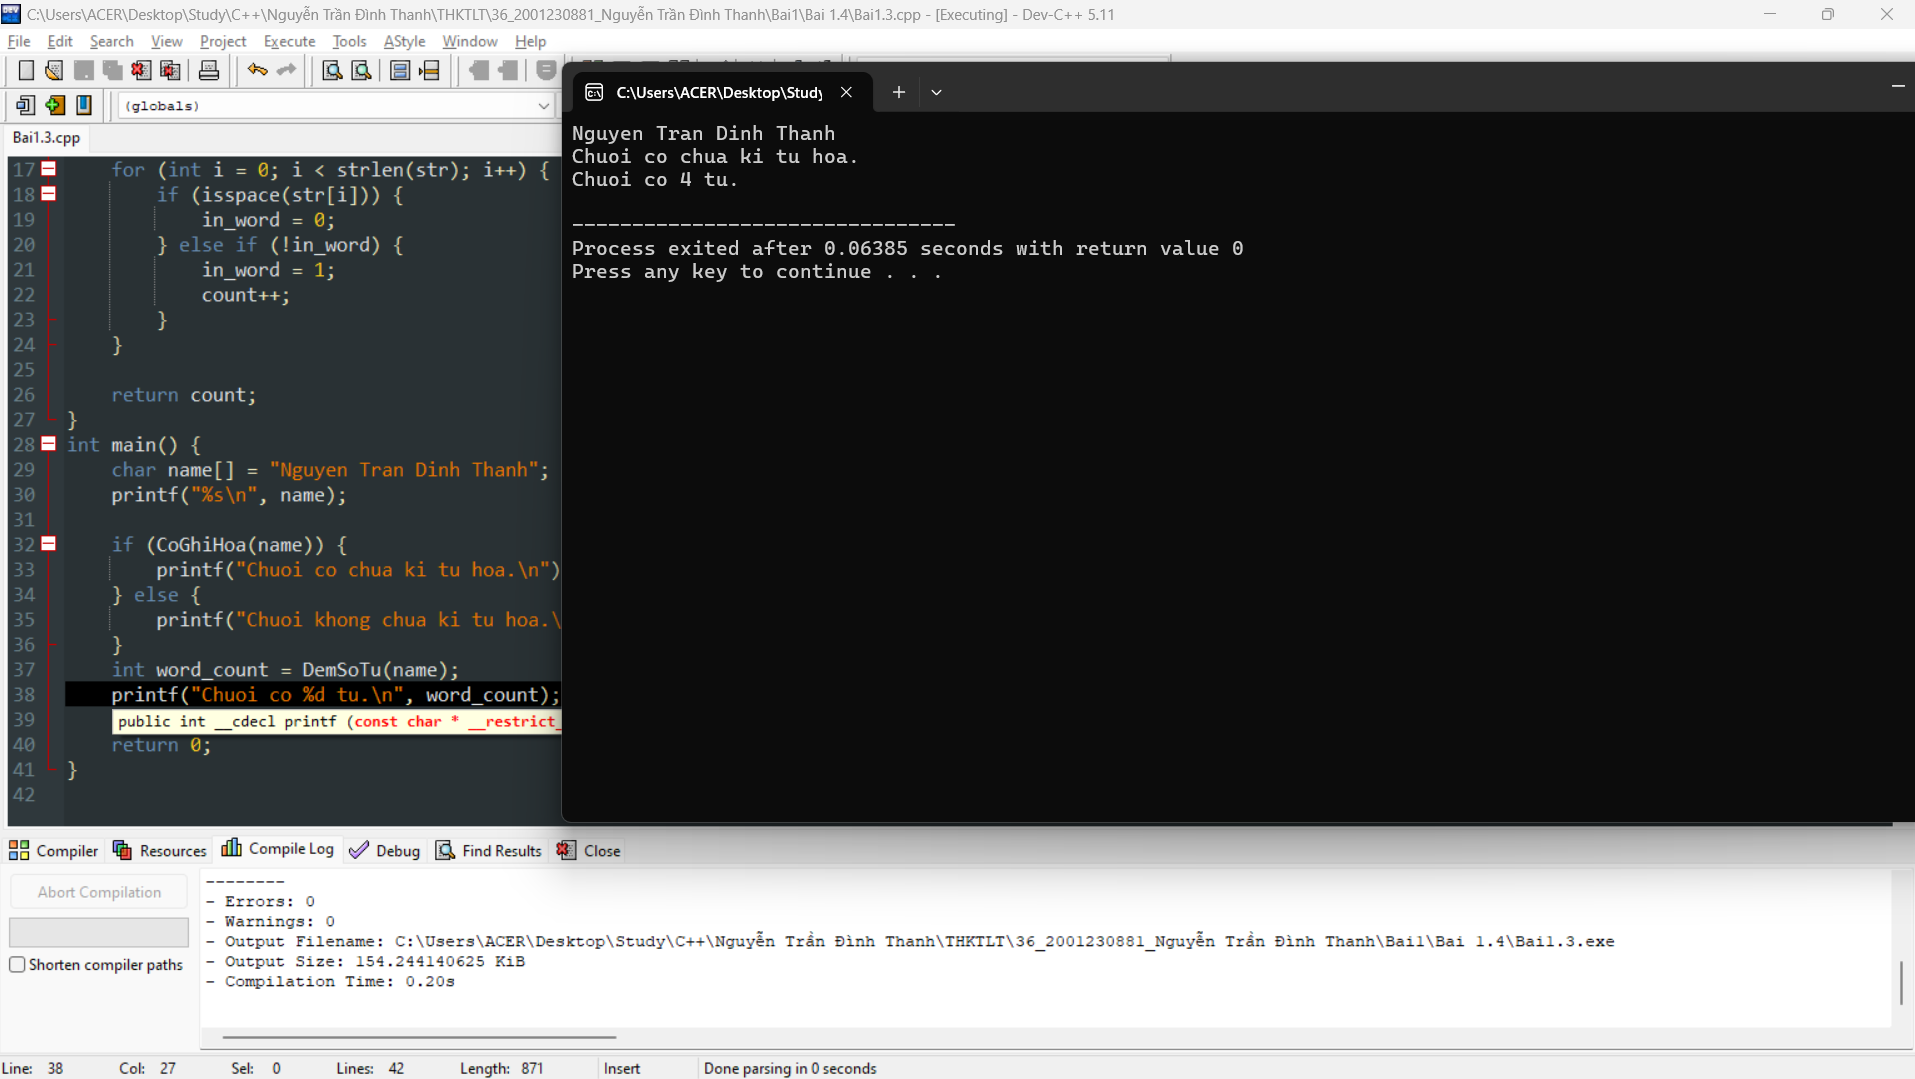 C:\Users\ACER\Desktop\Study\C++\Nguyễn Trần Đình Thanh\THKTLT\36_2001230881_Nguyễn Trần Đình Thanh\Bai1\Bai 1.4\Bai1.3.cpp - [Executing] - Dev-C++ 5.11
File Edit Search View Project Execute Tools AStyle Window Help
(globals)
Bai1.3.cpp
17 for (int i = 0; i < strlen(str); i++) {
18 if (isspace(str[i])) {
19 in_word = 0;
20 } else if (!in_word) {
21 in_word = 1;
22 count++;
23 }
24 }
25
26 return count;
27 }
28 int main() {
29 char name[] = "Nguyen Tran Dinh Thanh";
30 printf("%s\n", name);
31
32 if (CoGhiHoa(name)) {
33 printf("Chuoi co chua ki tu hoa.\n")
34 } else {
35 printf("Chuoi khong chua ki tu hoa.\
36 }
37 int word_count = DemSoTu(name);
38 printf("Chuoi co %d tu.\n", word_count);
39 public int __cdecl printf (const char * __restrict_
40 return 0;
41 }
42
C:\Users\ACER\Desktop\Study
Nguyen Tran Dinh Thanh
Chuoi co chua ki tu hoa.
Chuoi co 4 tu.
--------------------------------
Process exited after 0.06385 seconds with return value 0
Press any key to continue . . .
Compiler Resources Compile Log Debug Find Results Close
Abort Compilation
Shorten compiler paths
--------
- Errors: 0
- Warnings: 0
- Output Filename: C:\Users\ACER\Desktop\Study\C++\Nguyễn Trần Đình Thanh\THKTLT\36_2001230881_Nguyễn Trần Đình Thanh\Bai1\Bai 1.4\Bai1.3.exe
- Output Size: 154.244140625 KiB
- Compilation Time: 0.20s
Line: 38 Col: 27 Sel: 0 Lines: 42 Length: 871 Insert Done parsing in 0 seconds